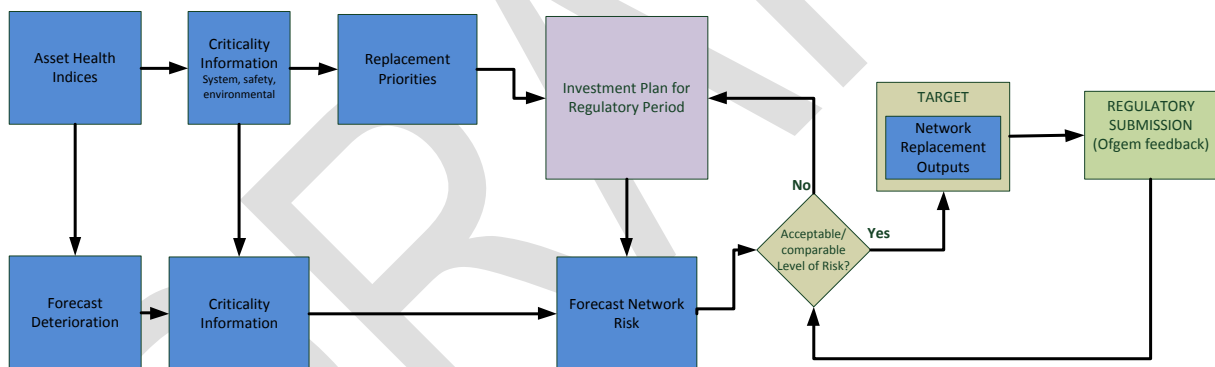 Asset Health
Indices
Criticality
Information
System, safety,
environmental
Replacement
Priorities
Investment Plan for
Regulatory Period
TARGET
Network
Replacement
Outputs
REGULATORY
SUBMISSION
(Ofgem feedback)
No
Acceptable/
comparable
Level of Risk?
Yes
Forecast
Deterioration
Criticality
Information
Forecast Network
Risk